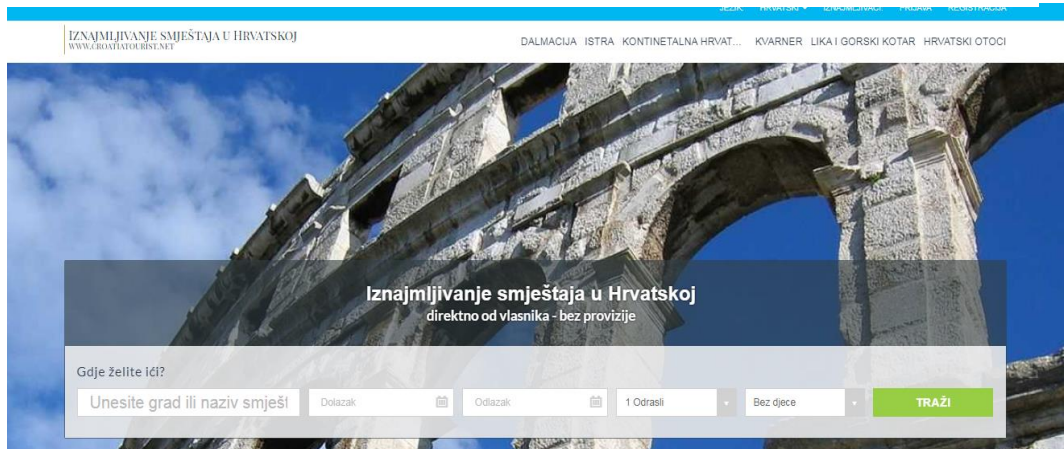 JEZIK: HRVATSKI IZNAJMLJIVAČI PRIJAVA REGISTRACIJA
IZNAJMLJIVANJE SMJEŠTAJA U HRVATSKOJ
WWW.CROATIATOURIST.NET
DALMACIJA ISTRA KONTINETALNA HRVAT... KVARNER LIKA I GORSKI KOTAR HRVATSKI OTOCI
Iznajmljivanje smještaja u Hrvatskoj
direktno od vlasnika - bez provizije
Gdje želite ići?
Unesite grad ili naziv smješt Dolazak Odlazak 1 Odrasli Bez djece TRAŽI